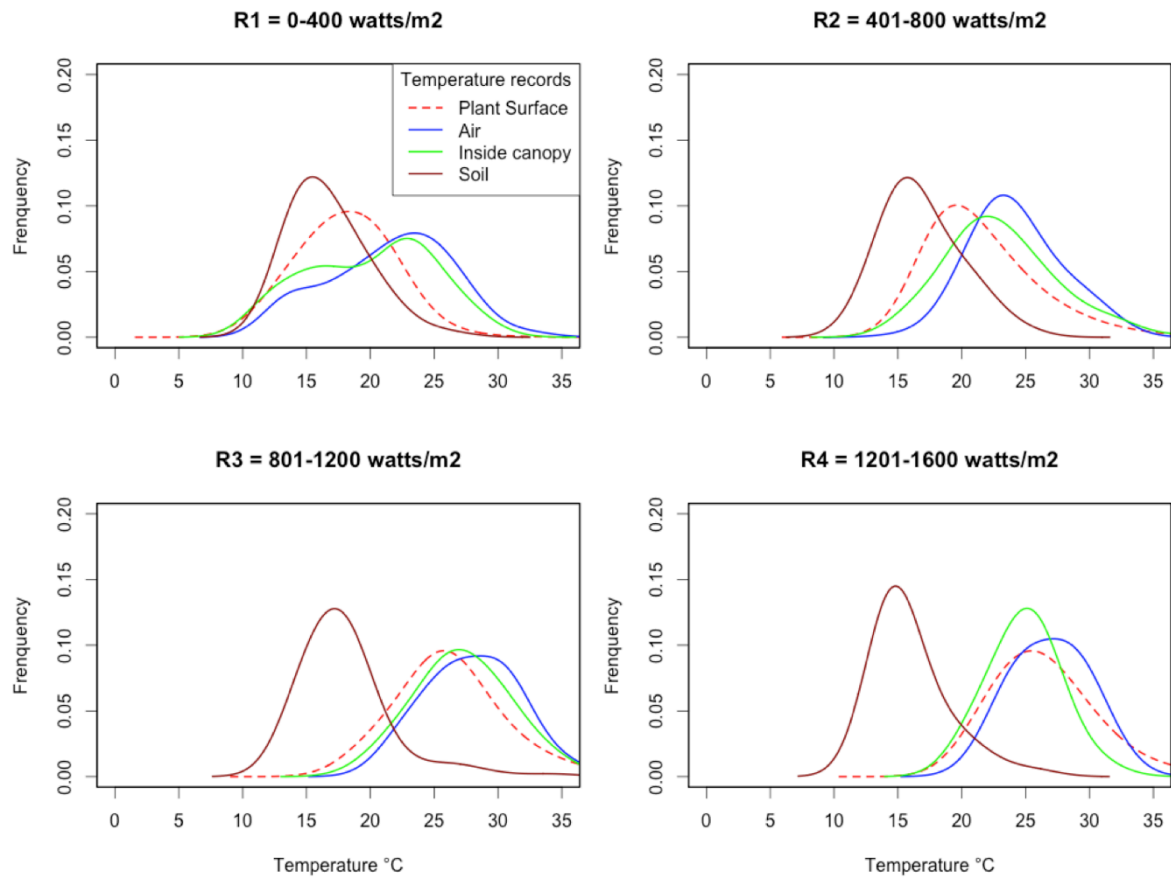 R1 = 0-400 watts/m2
R2 = 401-800 watts/m2
Frenquency
0.00 0.05 0.10 0.15 0.20
Temperature records
Plant Surface
Air
Inside canopy
Soil
0 5 10 15 20 25 30 35
Frenquency
0.00 0.05 0.10 0.15 0.20
0 5 10 15 20 25 30 35
R3 = 801-1200 watts/m2
R4 = 1201-1600 watts/m2
Frenquency
0.00 0.05 0.10 0.15 0.20
0 5 10 15 20 25 30 35
Temperature °C
Frenquency
0.00 0.05 0.10 0.15 0.20
0 5 10 15 20 25 30 35
Temperature °C